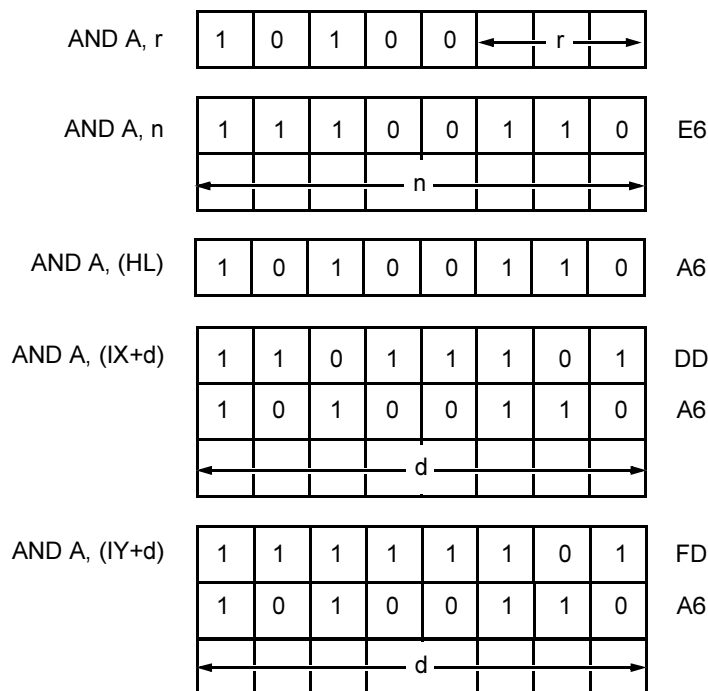 AND A, r 1 0 1 0 0 r
AND A, n 1 1 1 0 0 1 1 0 E6
n
AND A, (HL) 1 0 1 0 0 1 1 0 A6
AND A, (IX+d) 1 1 0 1 1 1 0 1 DD
1 0 1 0 0 1 1 0 A6
d
AND A, (IY+d) 1 1 1 1 1 1 0 1 FD
1 0 1 0 0 1 1 0 A6
d